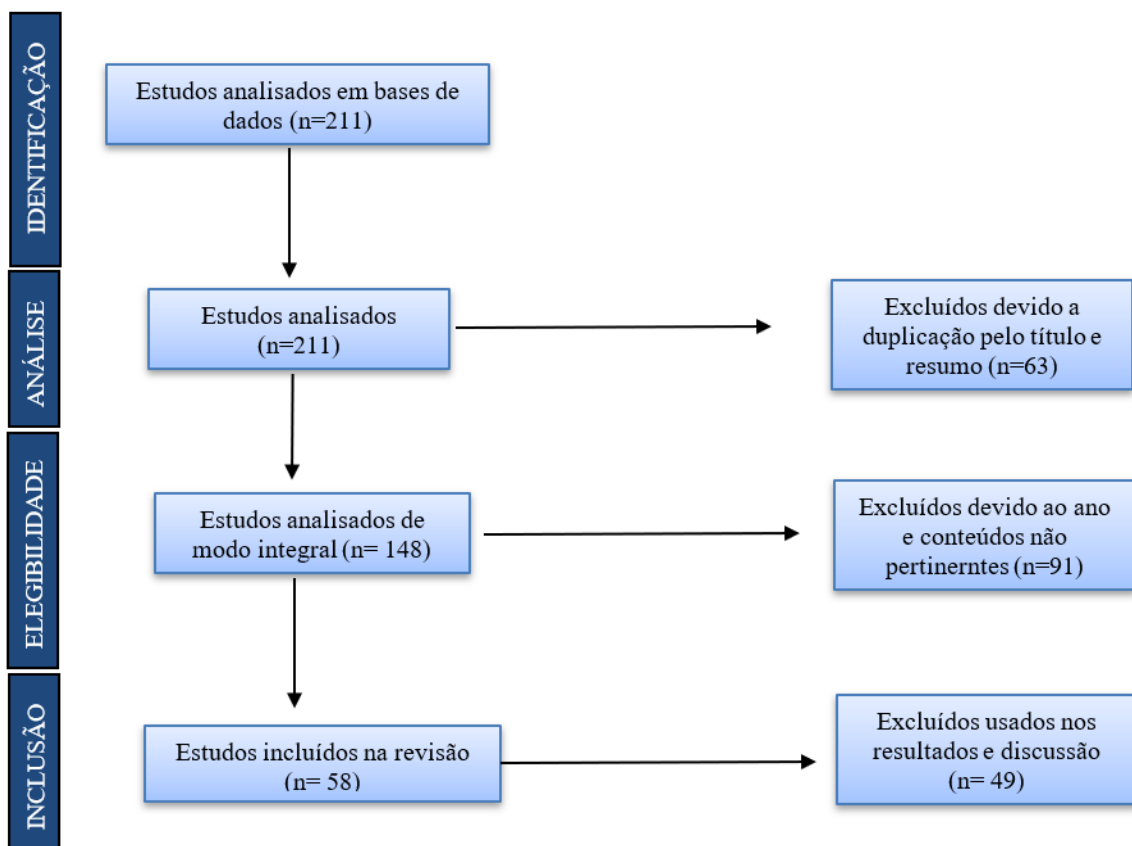 IDENTIFICAÇÃO
Estudos analisados em bases de
dados (n=211)
ANÁLISE
Estudos analisados
(n=211)
Excluídos devido a
duplicação pelo título e
resumo (n=63)
ELEGIBILIDADE
Estudos analisados de
modo integral (n= 148)
Excluídos devido ao ano
e conteúdos não
pertinerntes (n=91)
INCLUSÃO
Estudos incluídos na revisão
(n= 58)
Excluídos usados nos
resultados e discussão
(n= 49)